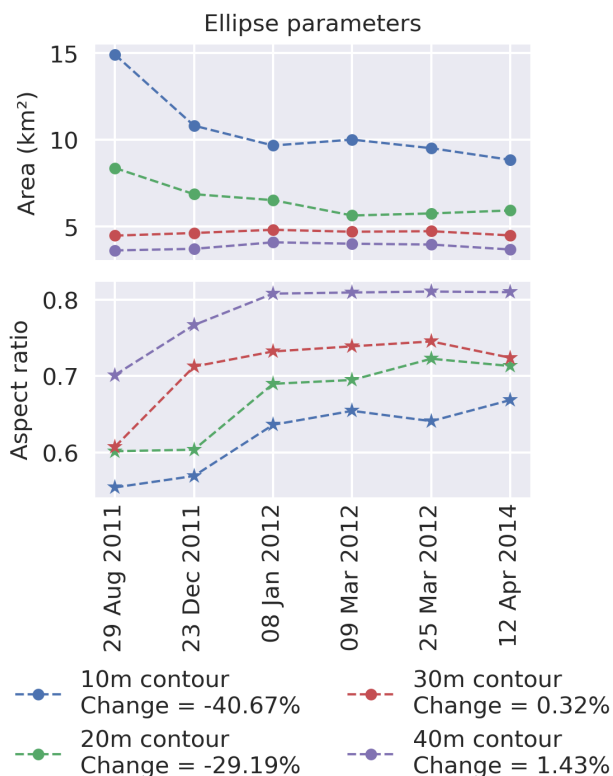 Ellipse parameters
15
10
5
Area (km²)
0.8
0.7
0.6
Aspect ratio
29 Aug 2011
23 Dec 2011
08 Jan 2012
09 Mar 2012
25 Mar 2012
12 Apr 2014
10m contour
Change = -40.67%
20m contour
Change = -29.19%
30m contour
Change = 0.32%
40m contour
Change = 1.43%